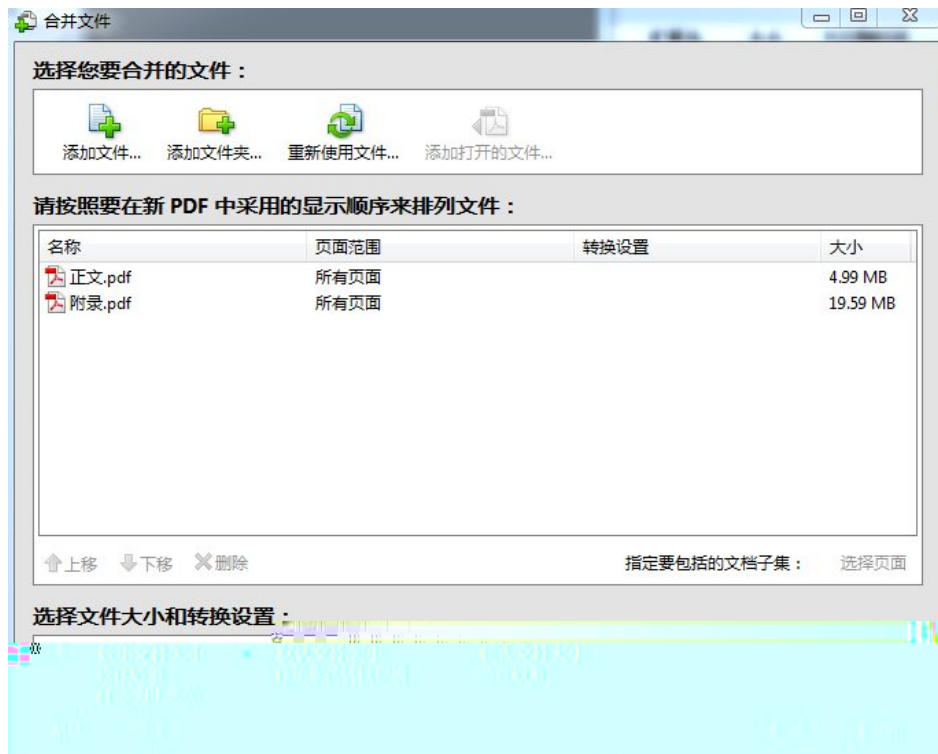 合并文件
选择您要合并的文件：
添加文件... 添加文件夹... 重新使用文件... 添加打开的文件...
请按照要在新 PDF 中采用的显示顺序来排列文件：
名称 页面范围 转换设置 大小
正文.pdf 所有页面 4.99 MB
附录.pdf 所有页面 19.59 MB
上移 下移 删除 指定要包括的文档子集： 选择页面
选择文件大小和转换设置：